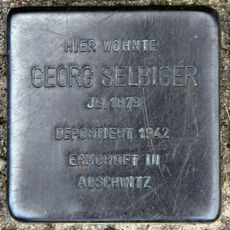 HIER WOHNTE
GEORG SELBIGER
JG. 1879
DEPORTIERT 1942
ERMORDET IN
AUSCHWITZ